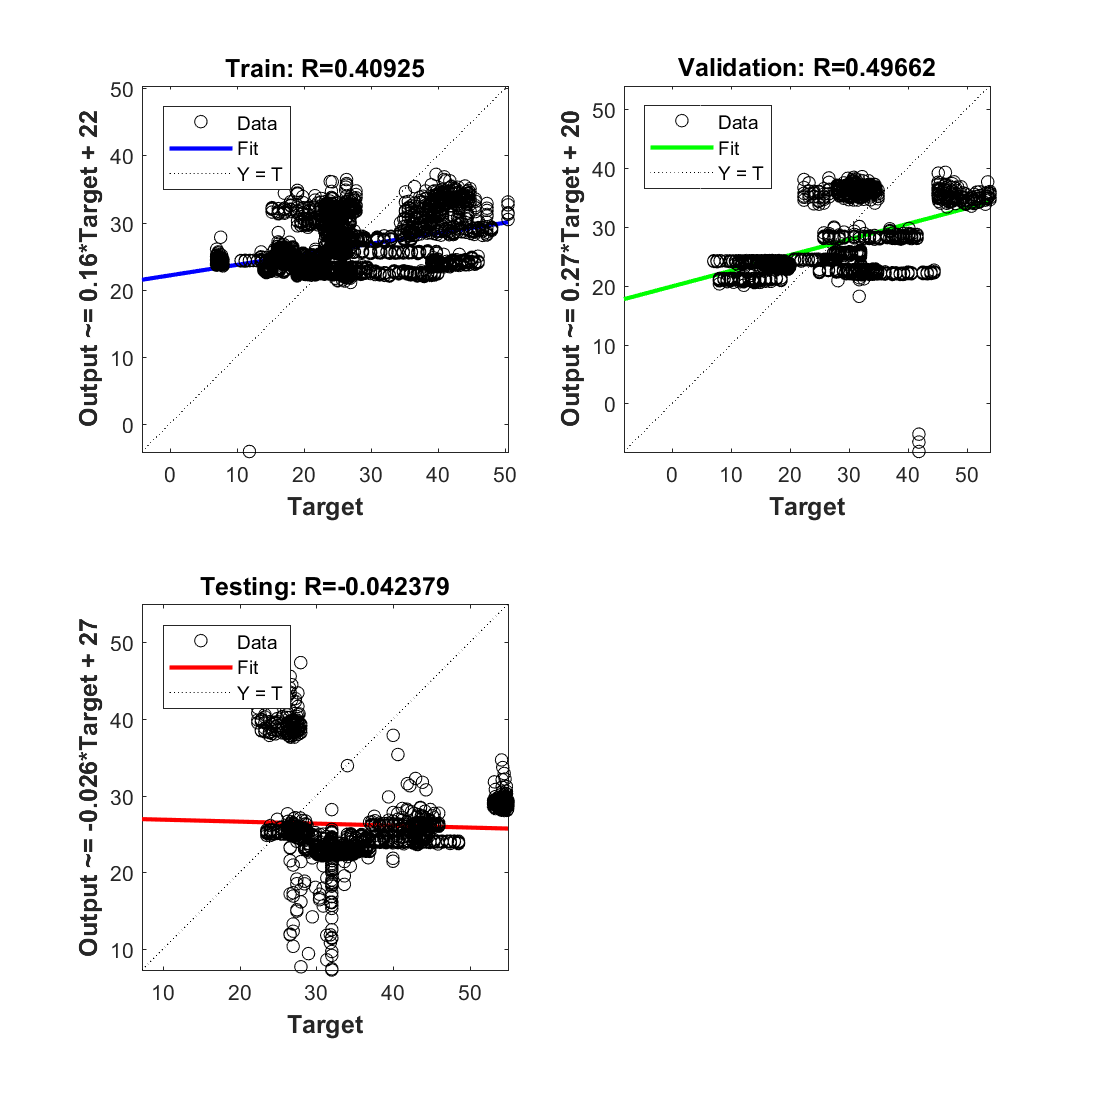 Train: R=0.40925
Output ~= 0.16*Target + 22
50
40
30
20
10
0
Data
Fit
Y = T
0 10 20 30 40 50
Target
Validation: R=0.49662
Output ~= 0.27*Target + 20
50
40
30
20
10
0
Data
Fit
Y = T
0 10 20 30 40 50
Target
Testing: R=-0.042379
Output ~= -0.026*Target + 27
50
40
30
20
10
Data
Fit
Y = T
10 20 30 40 50
Target